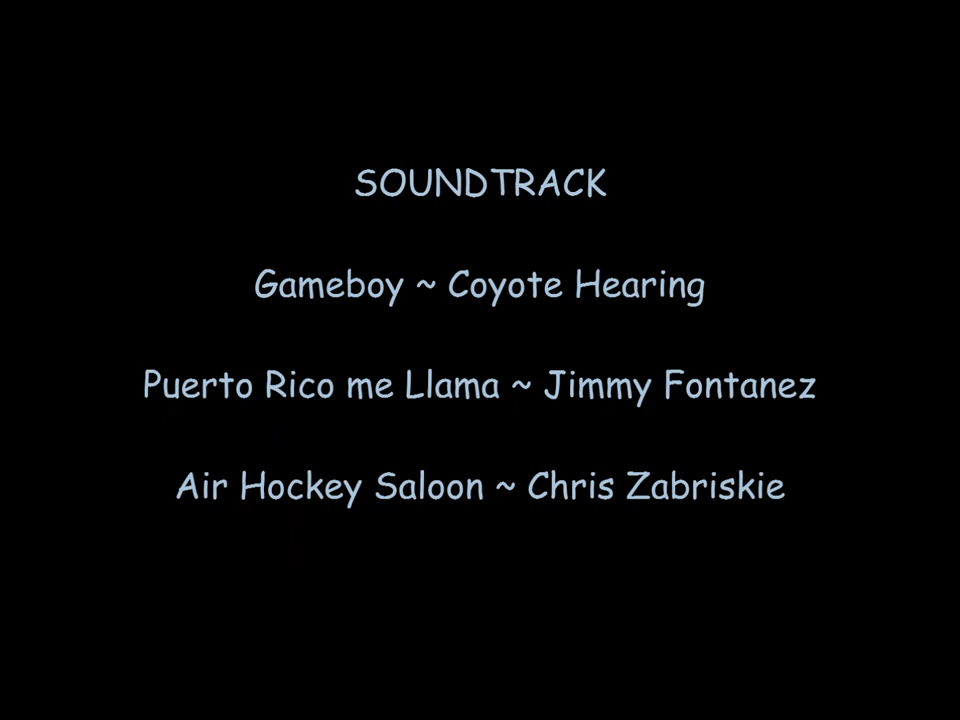 SOUNDTRACK
Gameboy ~ Coyote Hearing
Puerto Rico me Llama ~ Jimmy Fontanez
Air Hockey Saloon ~ Chris Zabriskie